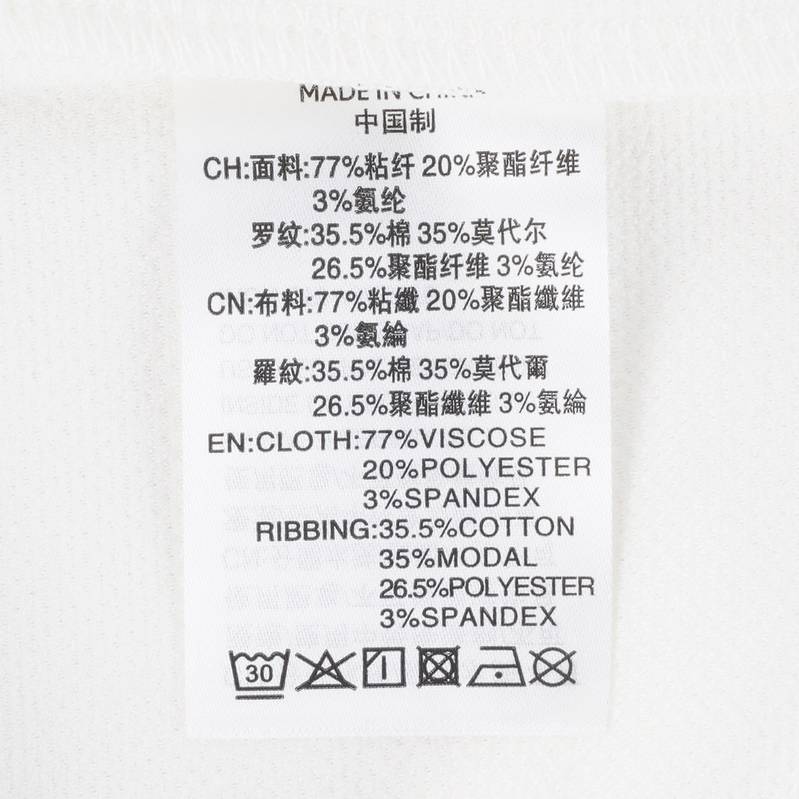 MADE IN CHINA
中国制
CH:面料:77%粘纤 20%聚酯纤维
3%氨纶
罗纹:35.5%棉 35%莫代尔
26.5%聚酯纤维 3%氨纶
CN:布料:77%粘纖 20%聚酯纖維
3%氨綸
羅紋:35.5%棉 35%莫代爾
26.5%聚酯纖維 3%氨綸
EN:CLOTH:77%VISCOSE
20%POLYESTER
3%SPANDEX
RIBBING:35.5%COTTON
35%MODAL
26.5%POLYESTER
3%SPANDEX
30